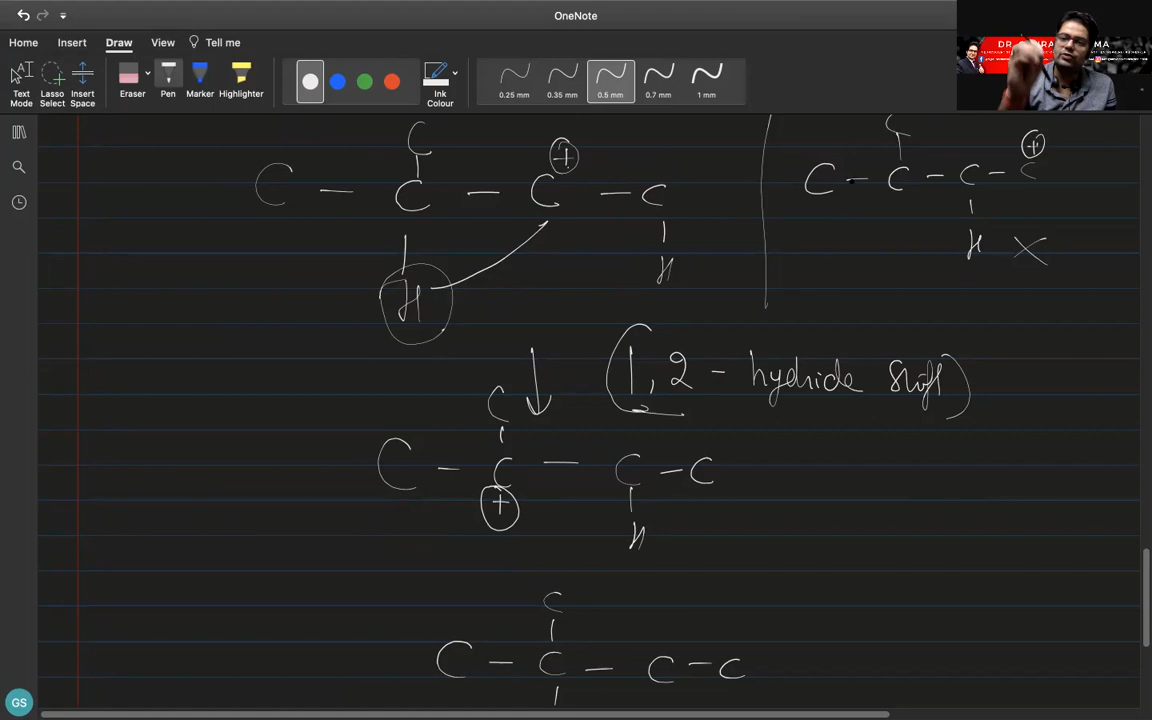 OneNote
Home Insert Draw View Tell me
Text Mode Lasso Select Insert Space Eraser Pen Marker Highlighter Ink Colour 0.25 mm 0.35 mm 0.5 mm 0.7 mm 1 mm
DR. MA
C C
C – C – C⊕ – C
H H
C – C – C – C⊕
H ×
(1, 2 – hydride shift)
C
C – C – C – C
+ H
C
C – C – C – C
GS